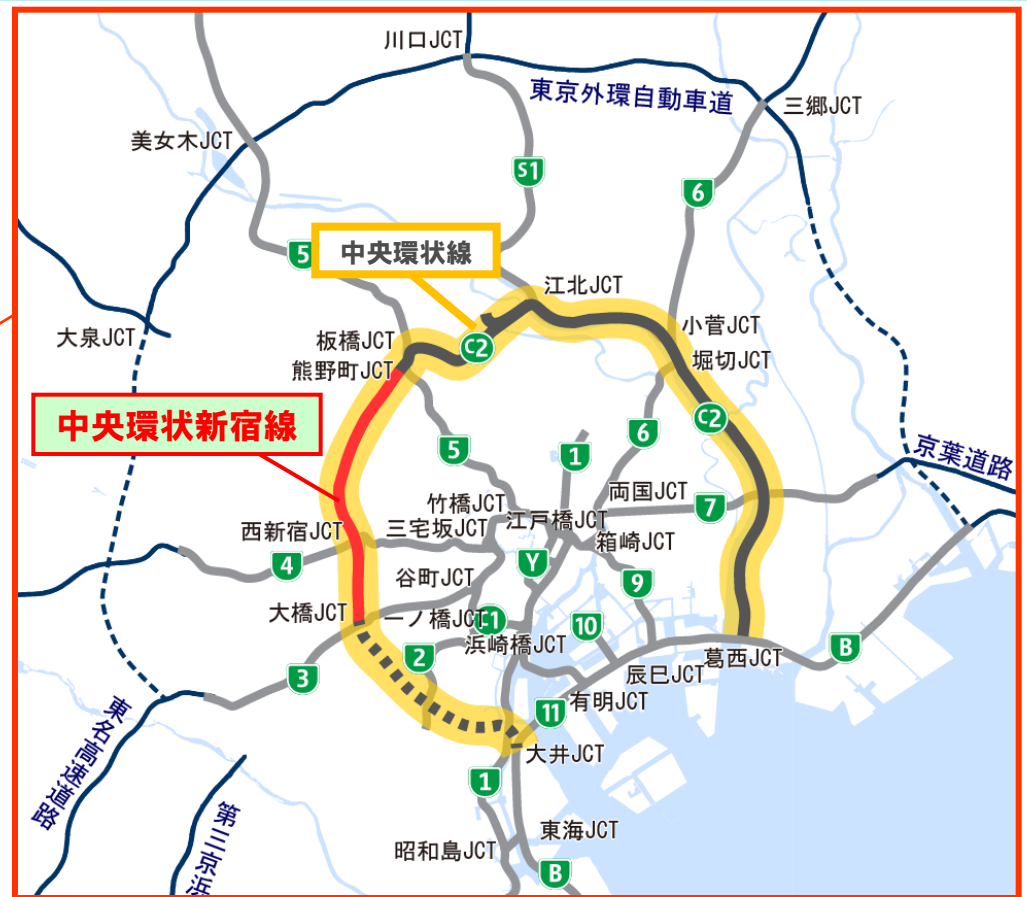 川口JCT
東京外環自動車道
三郷JCT
美女木JCT
S1
6
5
中央環状線
江北JCT
大泉JCT
板橋JCT
C2
小菅JCT
熊野町JCT
堀切JCT
中央環状新宿線
C2
5
1
6
京葉道路
竹橋JCT
両国JCT
7
西新宿JCT
三宅坂JCT
江戸橋JCT
箱崎JCT
4
谷町JCT
Y
9
大橋JCT
一ノ橋JCT
C1
10
浜崎橋JCT
2
葛西JCT
B
辰巳JCT
3
有明JCT
東名高速道路
11
大井JCT
1
第三京浜
東海JCT
昭和島JCT
B